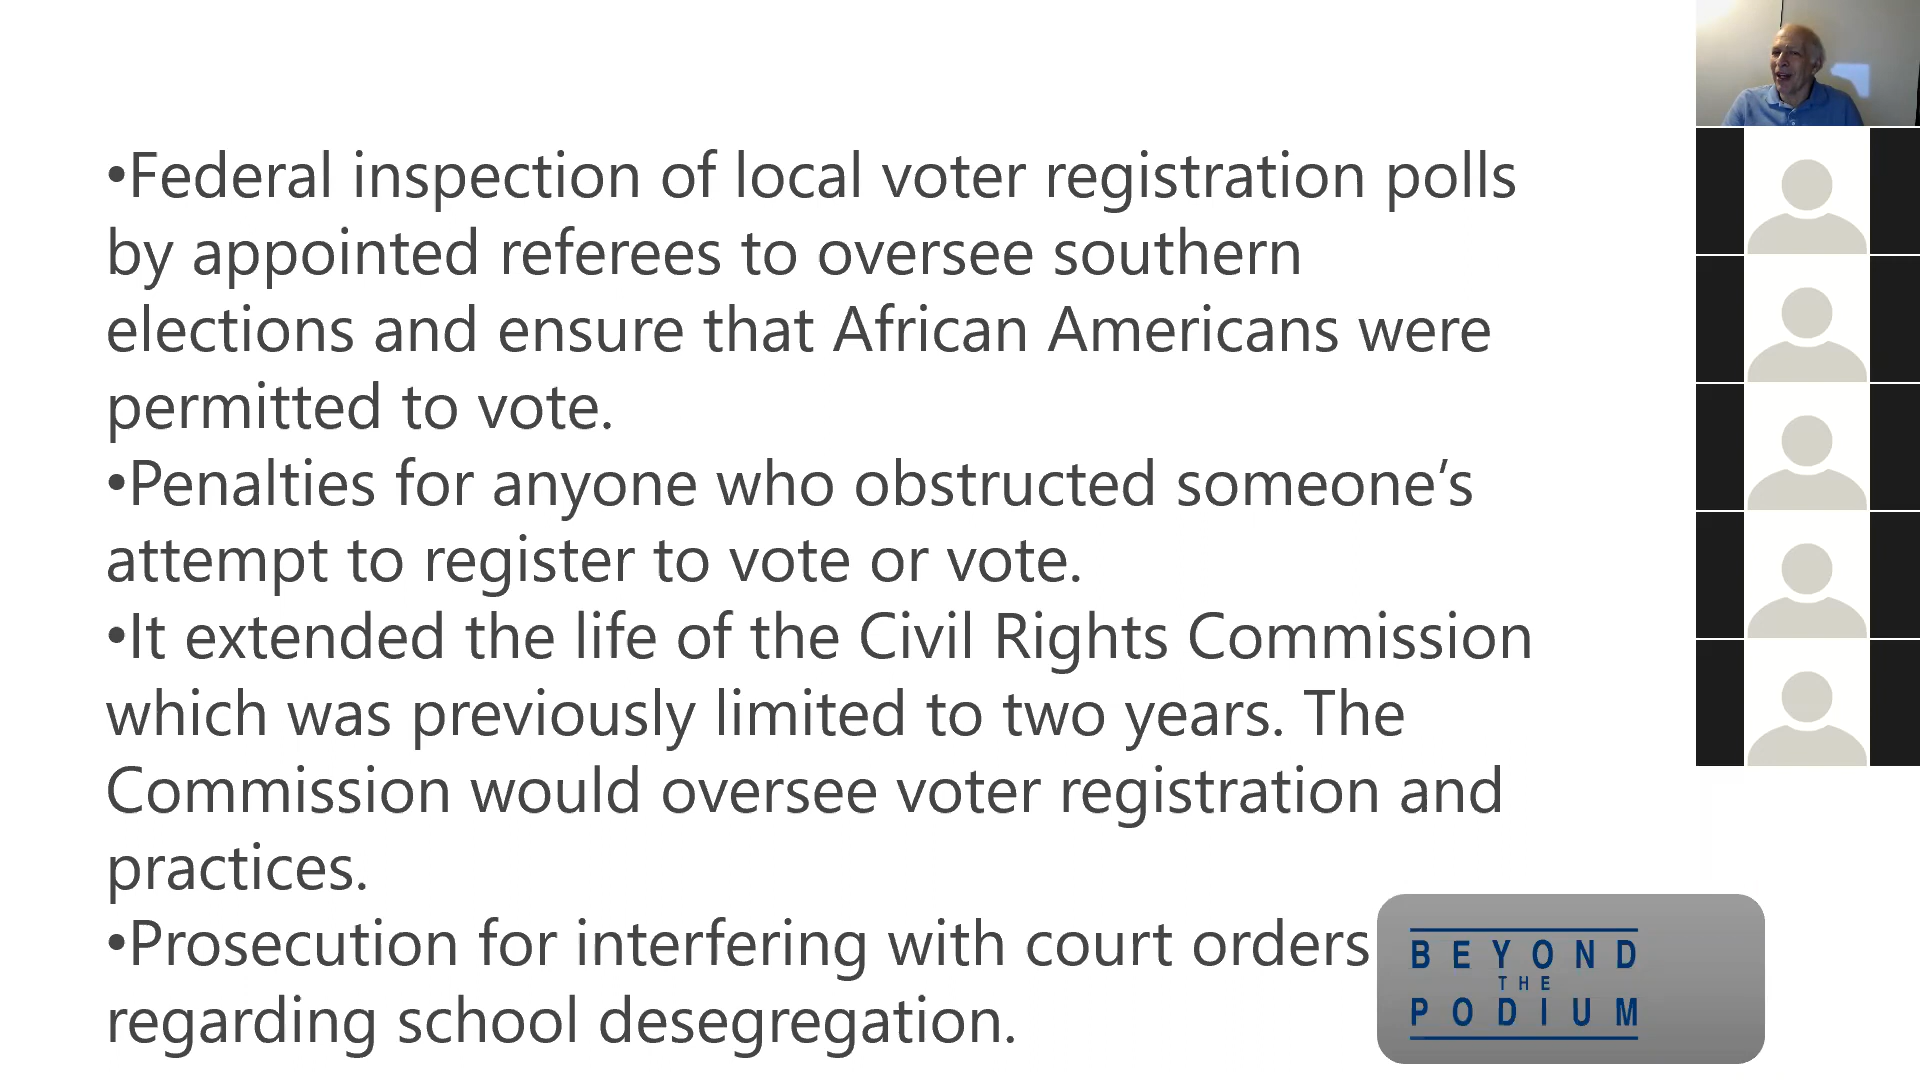 •Federal inspection of local voter registration polls
by appointed referees to oversee southern
elections and ensure that African Americans were
permitted to vote.
•Penalties for anyone who obstructed someone’s
attempt to register to vote or vote.
•It extended the life of the Civil Rights Commission
which was previously limited to two years. The
Commission would oversee voter registration and
practices.
•Prosecution for interfering with court orders
regarding school desegregation.
BEYOND
THE
PODIUM